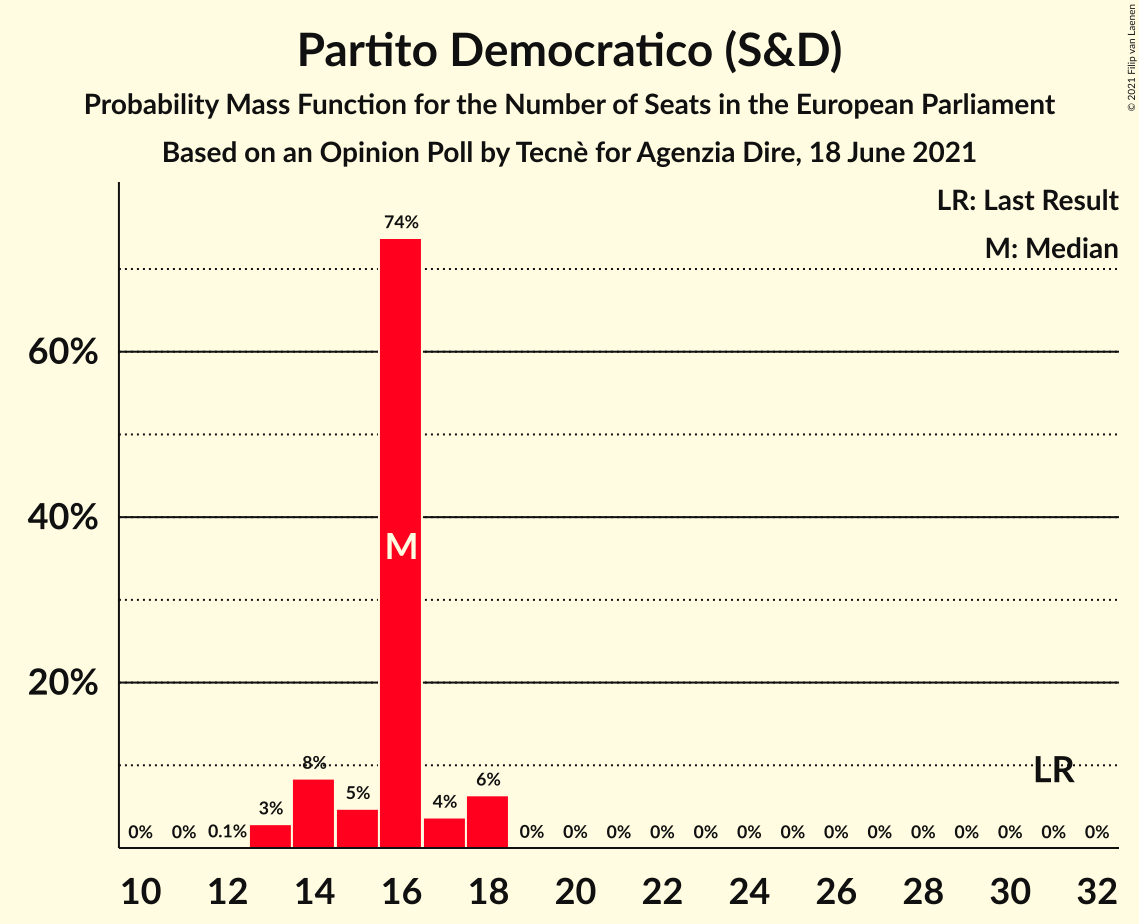 Partito Democratico (S&D)
Probability Mass Function for the Number of Seats in the European Parliament
Based on an Opinion Poll by Tecnè for Agenzia Dire, 18 June 2021
© 2021 Filip van Laenen
LR: Last Result
M: Median
74%
60%
40%
M
20%
8%
LR
6%
5%
4%
3%
0% 0% 0.1% 0% 0% 0% 0% 0% 0% 0% 0% 0% 0% 0% 0% 0% 0%
10 12 14 16 18 20 22 24 26 28 30 32